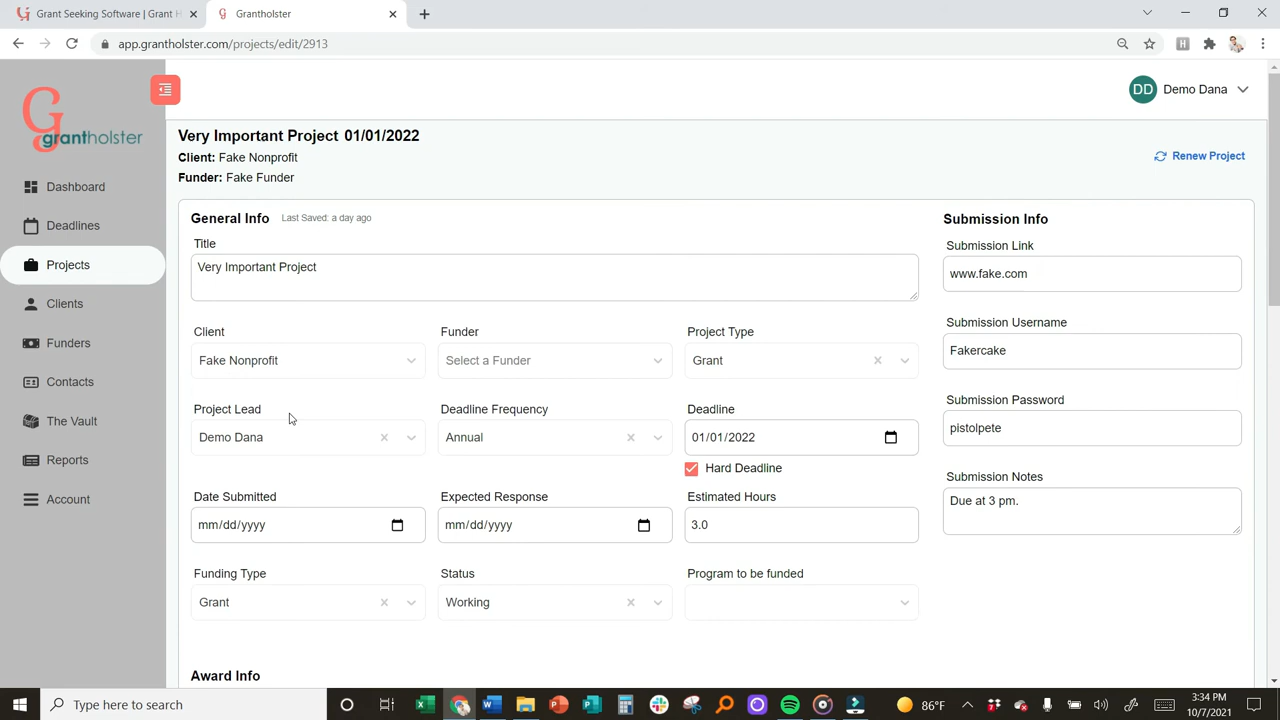 Grant Seeking Software | Grant H
Grantholster
app.grantholster.com/projects/edit/2913
H
grantholster
DD Demo Dana
Dashboard
Deadlines
Projects
Clients
Funders
Contacts
The Vault
Reports
Account
Very Important Project 01/01/2022
Client: Fake Nonprofit
Funder: Fake Funder
Renew Project
General Info Last Saved: a day ago
Title
Very Important Project
Client Funder Project Type
Fake Nonprofit Select a Funder Grant
Project Lead Deadline Frequency Deadline
Demo Dana Annual 01/01/2022
Hard Deadline
Date Submitted Expected Response Estimated Hours
mm/dd/yyyy mm/dd/yyyy 3.0
Funding Type Status Program to be funded
Grant Working
Award Info
Submission Info
Submission Link
www.fake.com
Submission Username
Fakercake
Submission Password
pistolpete
Submission Notes
Due at 3 pm.
Type here to search
86°F
3:34 PM
10/7/2021